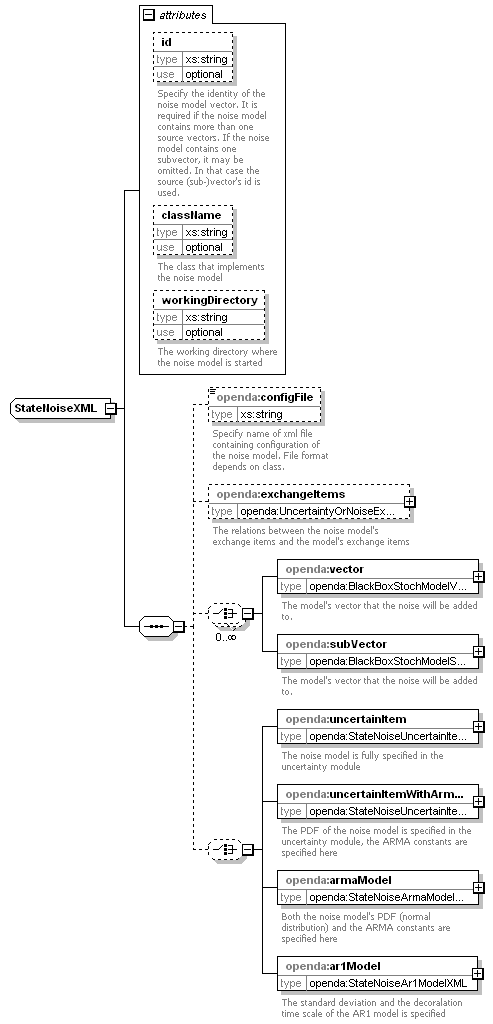 attributes
id
type xs:string
use optional
Specify the identity of the
noise model vector. It is
required if the noise model
contains more than one
source vectors. If the noise
model contains one
subvector, it may be
omitted. In that case the
source (sub-)vector's id is
used.
className
type xs:string
use optional
The class that implements
the noise model
workingDirectory
type xs:string
use optional
The working directory where
the noise model is started
StateNoiseXML
openda:configFile
type xs:string
Specify name of xml file
containing configuration of
the noise model. File format
depends on class.
openda:exchangeItems
type openda:UncertaintyOrNoiseEx...
The relations between the noise model's
exchange items and the model's exchange items
openda:vector
type openda:BlackBoxStochModelV...
The model's vector that the noise will be added
to.
0..∞
openda:subVector
type openda:BlackBoxStochModelS...
The model's vector that the noise will be added
to.
openda:uncertainItem
type openda:StateNoiseUncertainIte...
The noise model is fully specified in the
uncertainty module
openda:uncertainItemWithArm...
type openda:StateNoiseUncertainIte...
The PDF of the noise model is specified in the
uncertainty module, the ARMA constants are
specified here
openda:armaModel
type openda:StateNoiseArmaModel...
Both the noise model's PDF (normal
distribution) and the ARMA constants are
specified here
openda:ar1Model
type openda:StateNoiseAr1ModelXML
The standard deviation and the decoralation
time scale of the AR1 model is specified